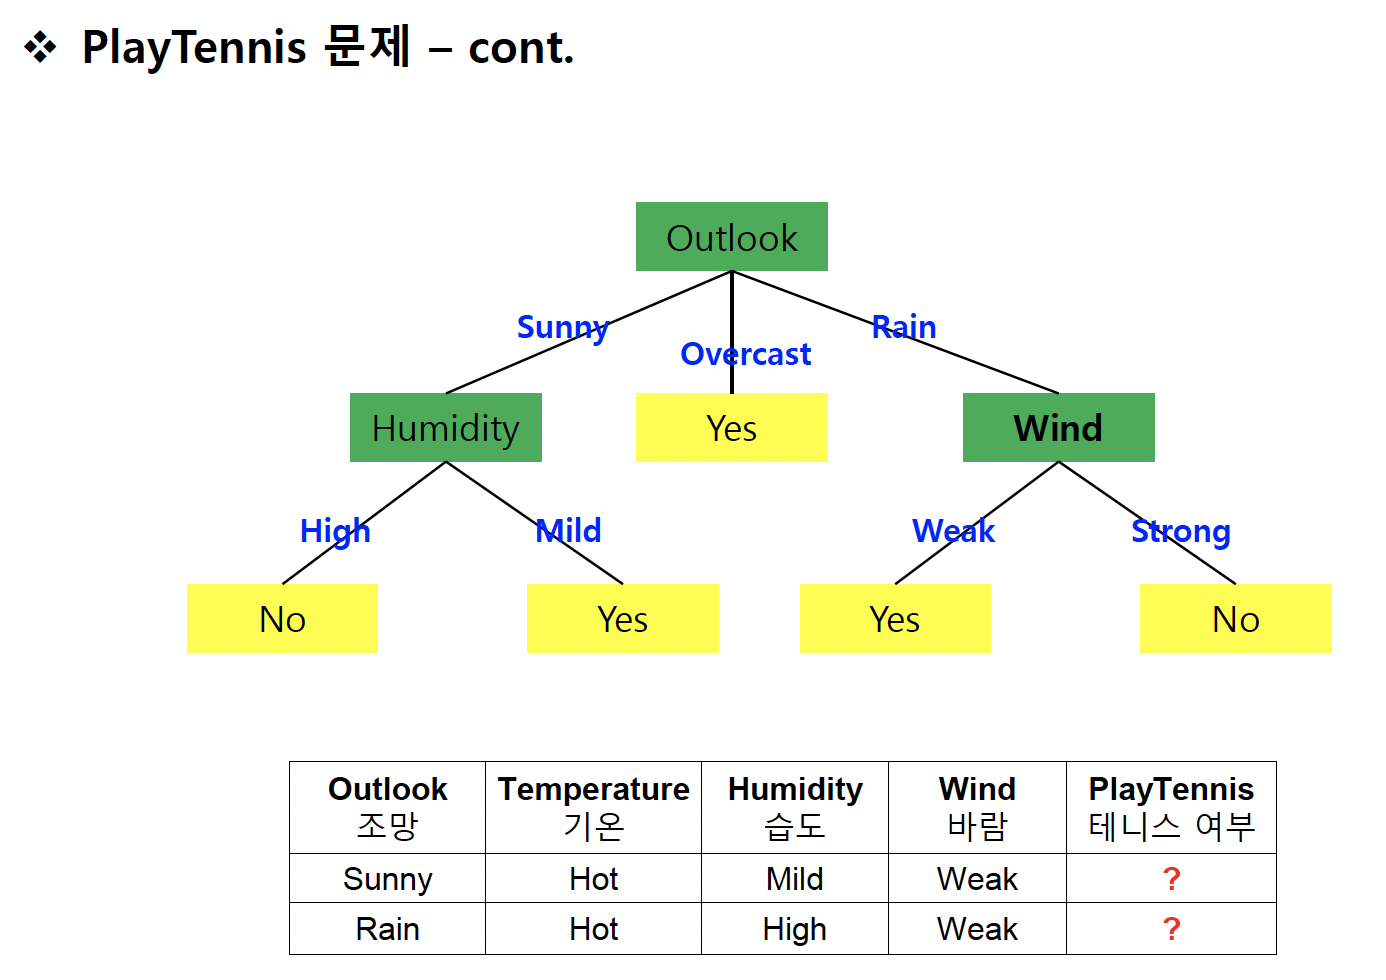 ❖ PlayTennis 문제 – cont.
Outlook
Sunny
Overcast
Rain
Humidity
Yes
Wind
High
Mild
Weak
Strong
No
Yes
Yes
No
Outlook Temperature Humidity Wind PlayTennis
조망 기온 습도 바람 테니스 여부
Sunny Hot Mild Weak ?
Rain Hot High Weak ?